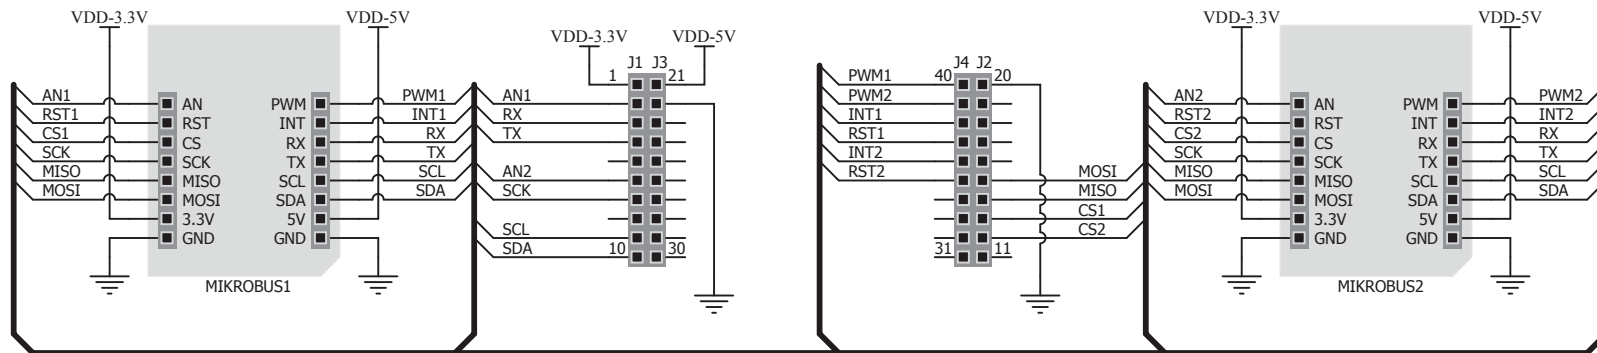 VDD-3.3V VDD-5V VDD-3.3V VDD-5V
VDD-3.3V VDD-5V
J1 J3 J4 J2
1 21 PWM1 40 20
AN1 AN PWM PWM1 AN1 PWM2 AN2 AN PWM PWM2
RST1 RST INT INT1 RX INT1 RST2 RST INT INT2
CS1 CS RX RX TX RST1 CS2 CS RX RX
SCK SCK TX TX INT2 SCK SCK TX TX
MISO MISO SCL SCL AN2 RST2 MOSI MISO MISO SCL SCL
MOSI MOSI SDA SDA SCK MISO MOSI MOSI SDA SDA
3.3V 5V CS1 3.3V 5V
GND GND SCL CS2 GND GND
SDA 10 30 31 11
MIKROBUS1 MIKROBUS2